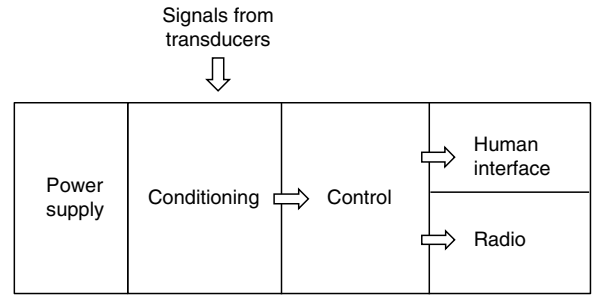 Signals from
transducers
Power
supply
Conditioning
Control
Human
interface
Radio